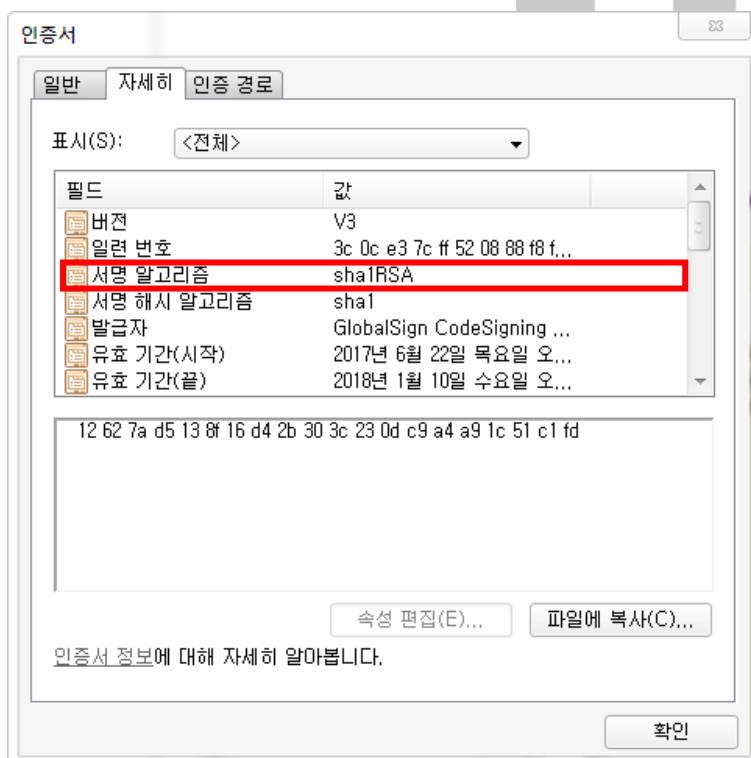 인증서
일반 자세히 인증 경로
표시(S): <전체>
필드 값
버전 V3
일련 번호 3c 0c e3 7c ff 52 08 88 f8 f...
서명 알고리즘 sha1RSA
서명 해시 알고리즘 sha1
발급자 GlobalSign CodeSigning ...
유효 기간(시작) 2017년 6월 22일 목요일 오...
유효 기간(끝) 2018년 1월 10일 수요일 오...
12 62 7a d5 13 8f 16 d4 2b 30 3c 23 0d c9 a4 a9 1c 51 c1 fd
속성 편집(E)... 파일에 복사(C)...
인증서 정보에 대해 자세히 알아봅니다.
확인